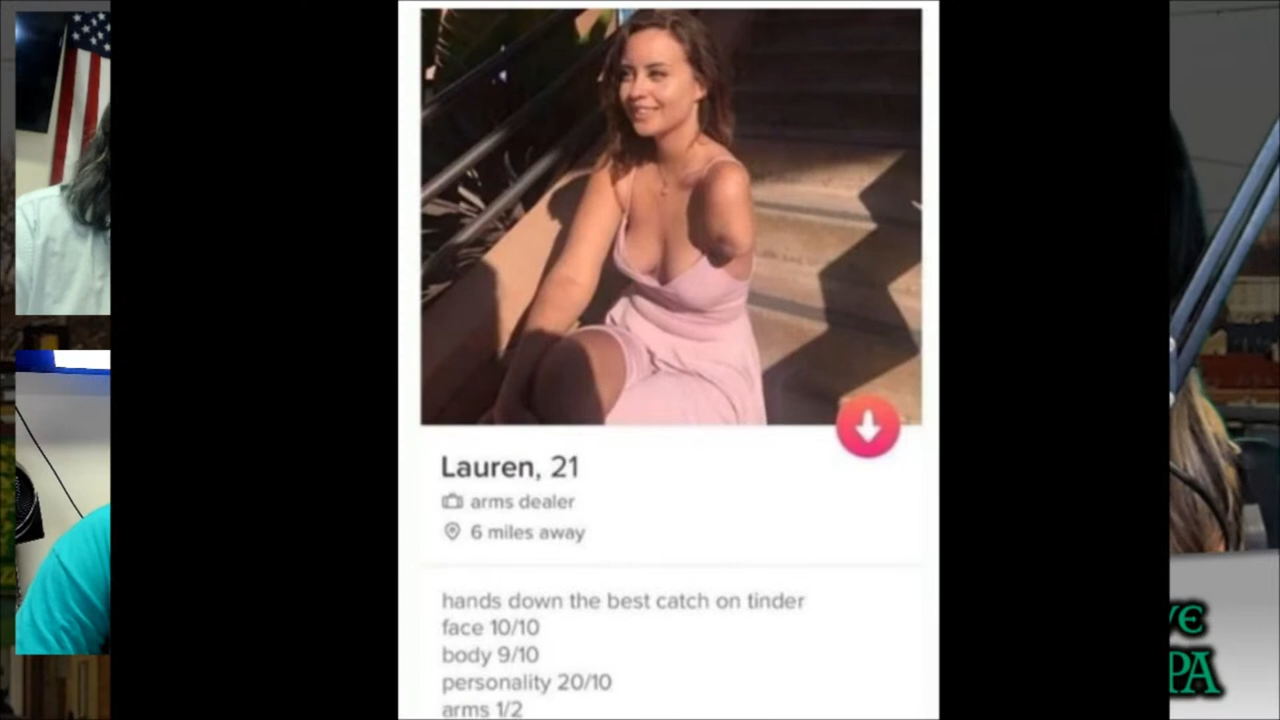 Lauren, 21
arms dealer
6 miles away
hands down the best catch on tinder
face 10/10
body 9/10
personality 20/10
arms 1/2